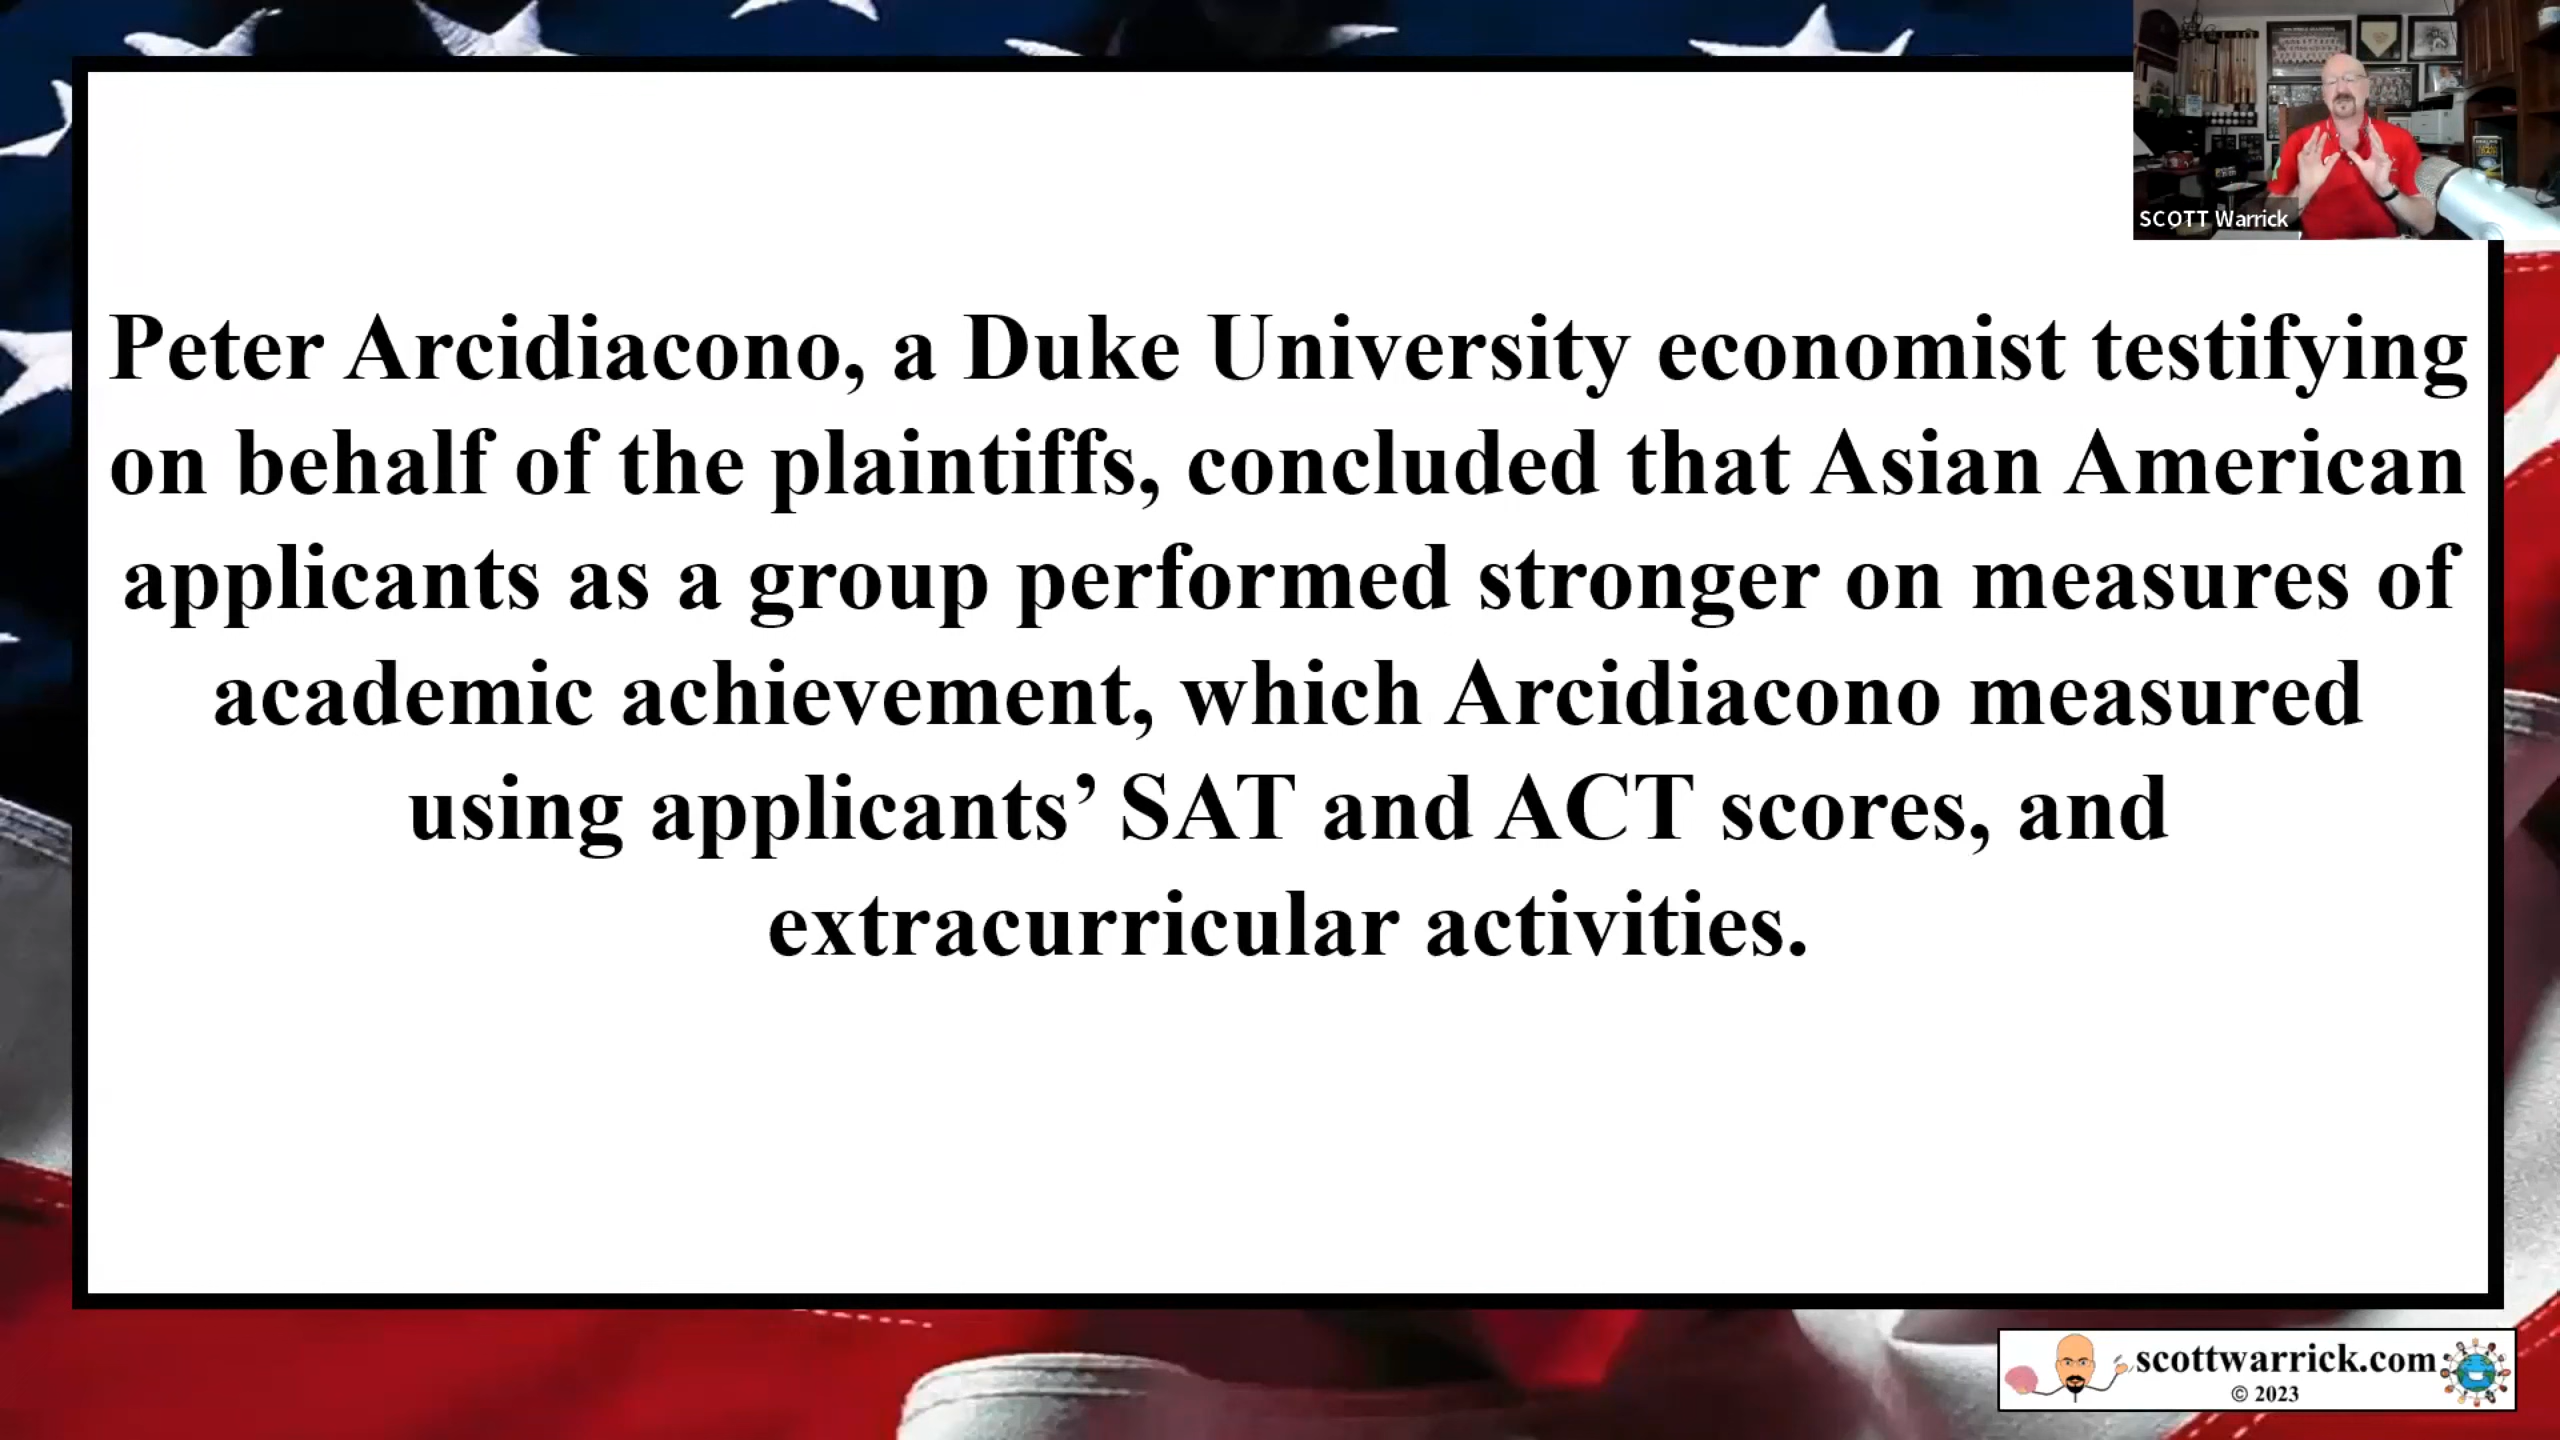 SCOTT Warrick
Peter Arcidiacono, a Duke University economist testifying
on behalf of the plaintiffs, concluded that Asian American
applicants as a group performed stronger on measures of
academic achievement, which Arcidiacono measured
using applicants’ SAT and ACT scores, and
extracurricular activities.
scottwarrick.com
© 2023